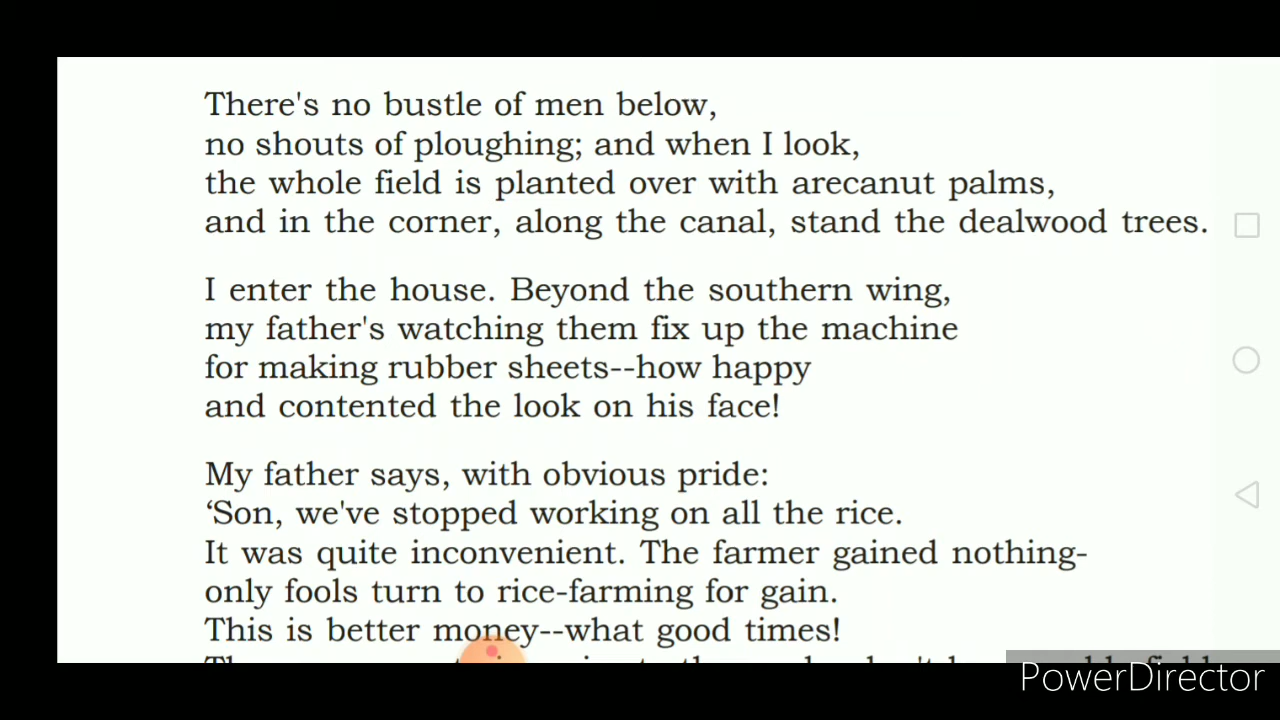 There's no bustle of men below,
no shouts of ploughing; and when I look,
the whole field is planted over with arecanut palms,
and in the corner, along the canal, stand the dealwood trees.
I enter the house. Beyond the southern wing,
my father's watching them fix up the machine
for making rubber sheets--how happy
and contented the look on his face!
My father says, with obvious pride:
‘Son, we've stopped working on all the rice.
It was quite inconvenient. The farmer gained nothing-
only fools turn to rice-farming for gain.
This is better money--what good times!
PowerDirector